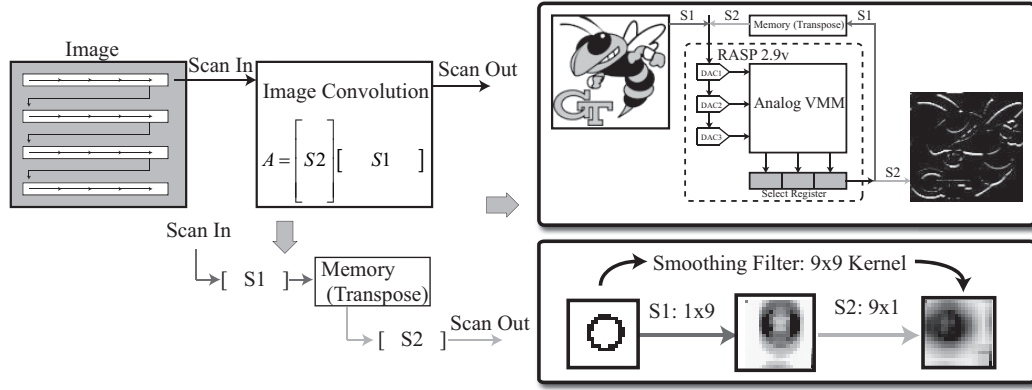 Image
Scan In
Scan Out
Image Convolution
A = [ S2 ] [ S1 ]
Scan In
[ S1 ]
Memory
(Transpose)
[ S2 ]
Scan Out
S1
S2
Memory (Transpose)
S1
RASP 2.9v
DAC1
DAC2
DAC3
Analog VMM
Select Register
S2
GT
Smoothing Filter: 9x9 Kernel
S1: 1x9
S2: 9x1